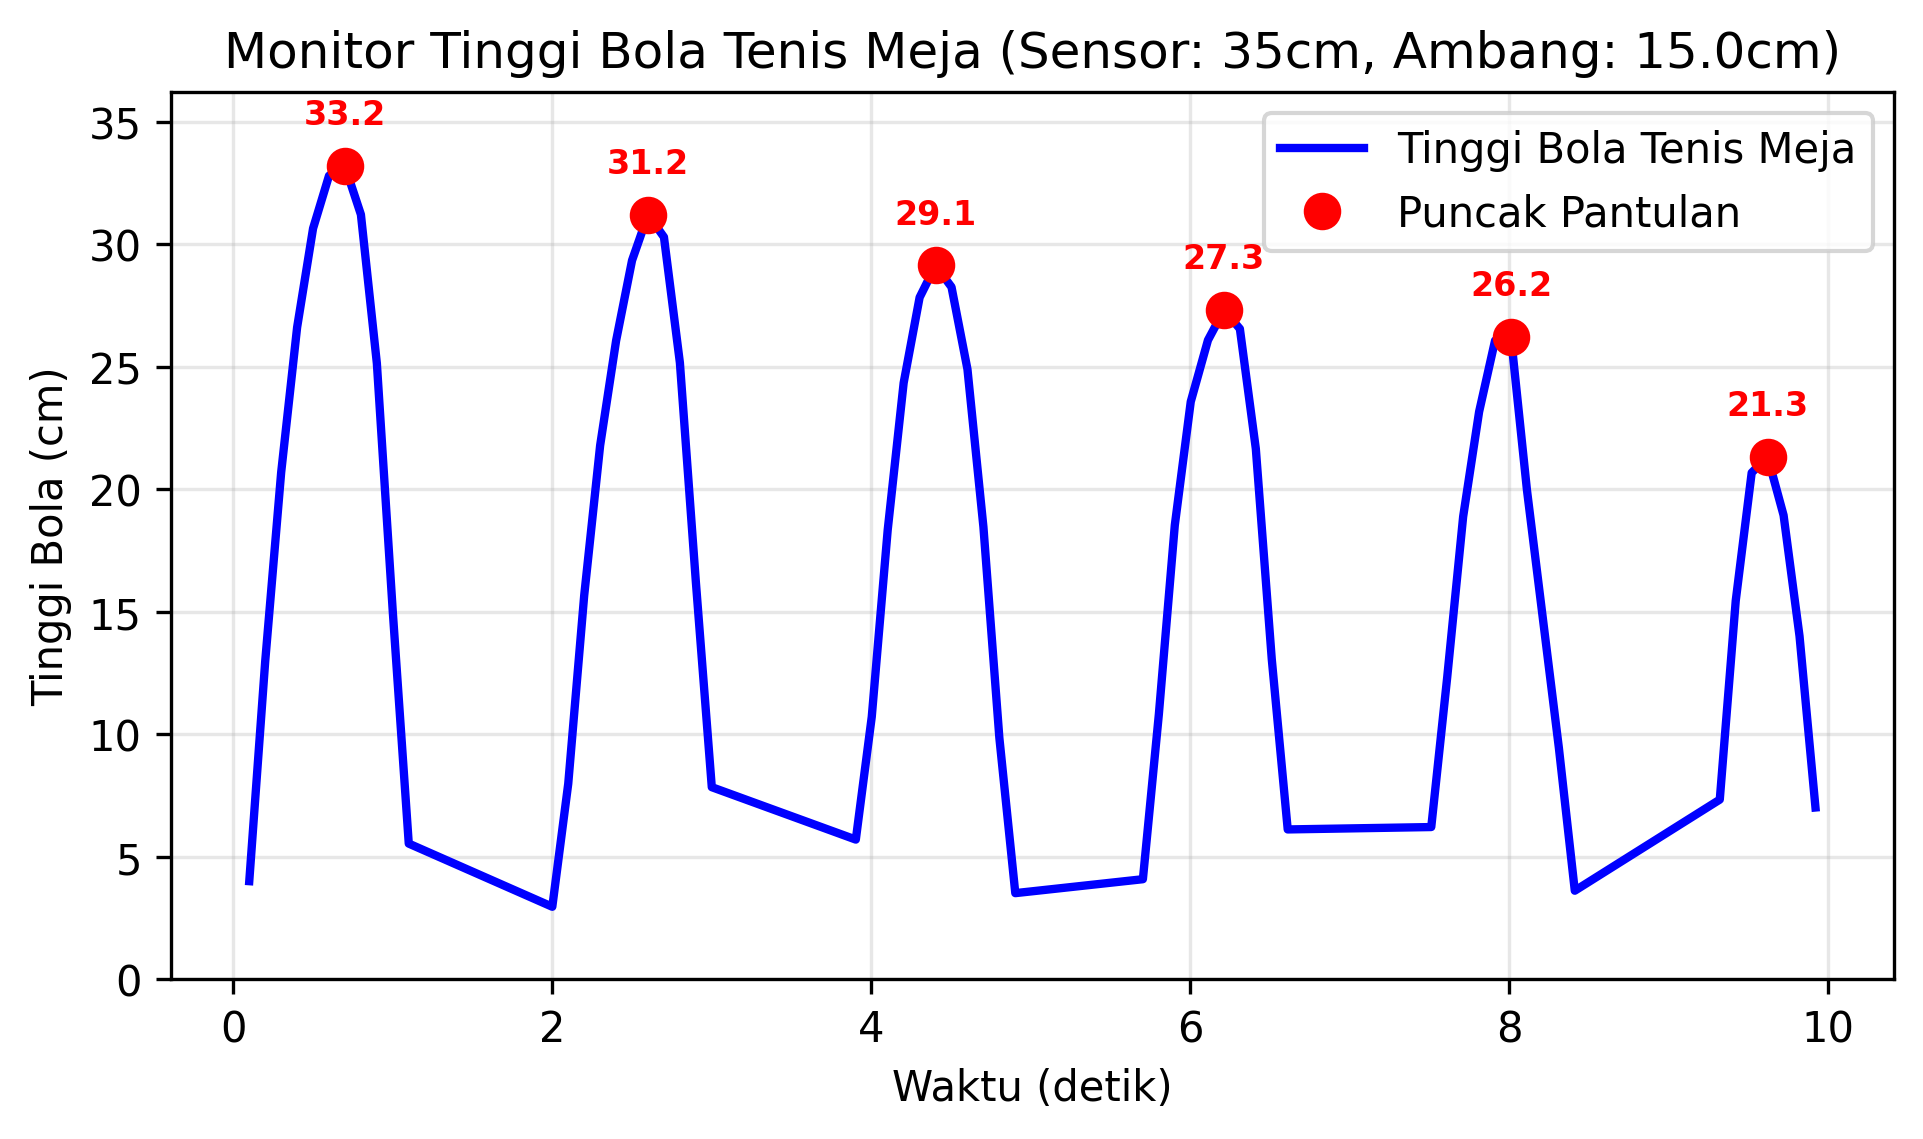 Monitor Tinggi Bola Tenis Meja (Sensor: 35cm, Ambang: 15.0cm)
Tinggi Bola Tenis Meja
Puncak Pantulan
33.2
31.2
29.1
27.3
26.2
21.3
Tinggi Bola (cm)
35
30
25
20
15
10
5
0
0 2 4 6 8 10
Waktu (detik)